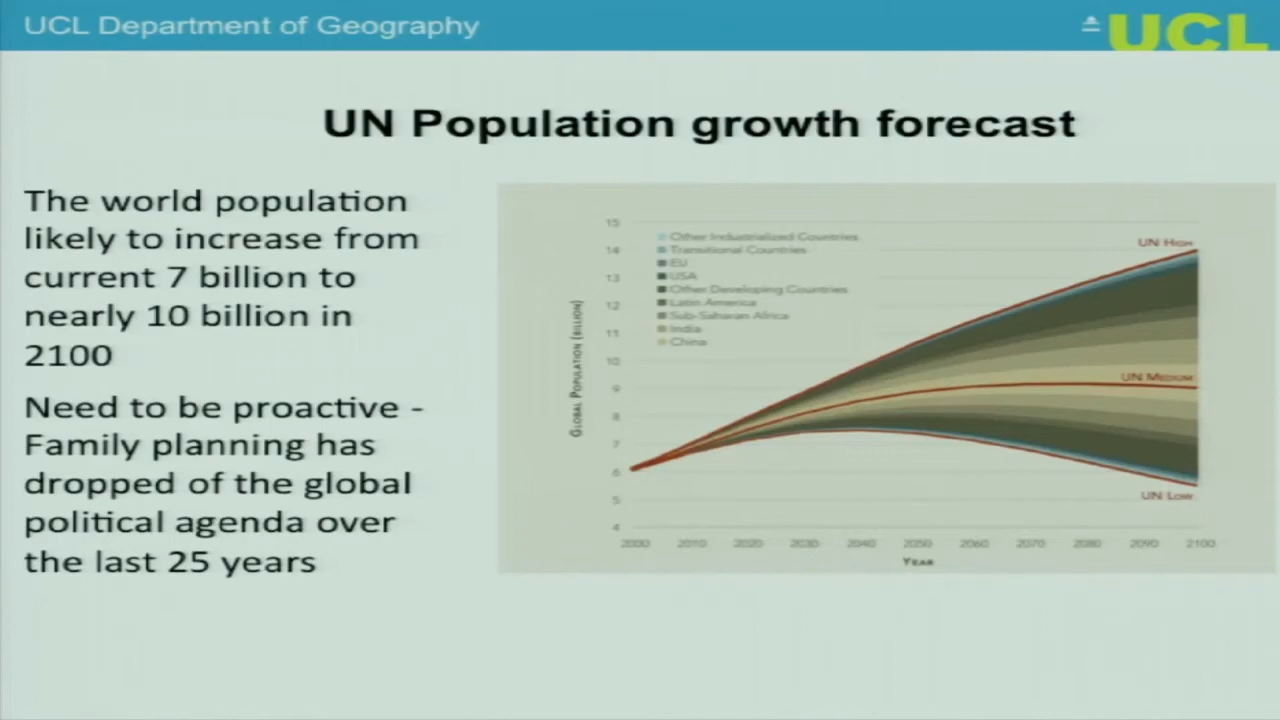 UCL Department of Geography
UCL
UN Population growth forecast
The world population
likely to increase from
current 7 billion to
nearly 10 billion in
2100
Need to be proactive -
Family planning has
dropped of the global
political agenda over
the last 25 years
15
14
13
12
11
10
9
8
7
6
5
4
GLOBAL POPULATION (BILLION)
Other Industrialized Countries
Transitional Countries
EU
USA
Other Developing Countries
Latin America
Sub-Saharan Africa
India
China
UN HIGH
UN MEDIUM
UN LOW
2000 2010 2020 2030 2040 2050 2060 2070 2080 2090 2100
YEAR